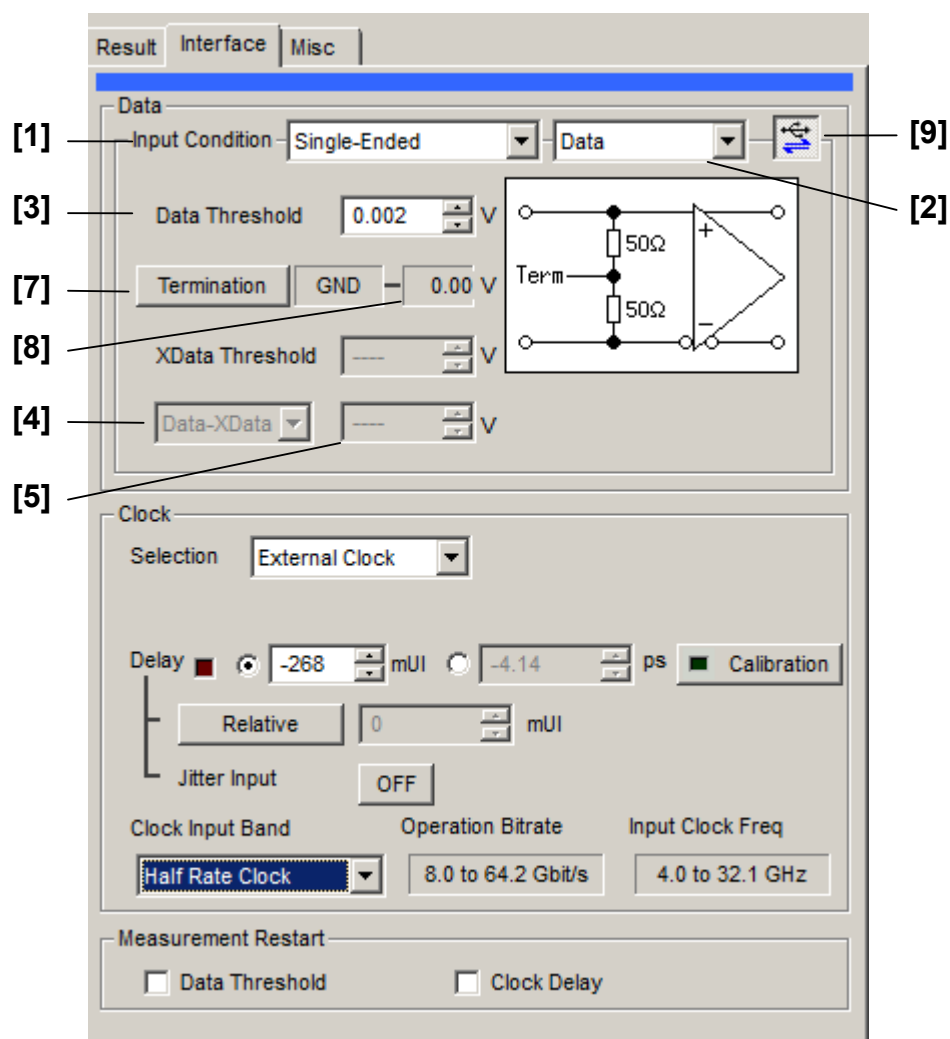 Result Interface Misc
Data
[1] Input Condition Single-Ended Data [9]
[2]
[3] Data Threshold 0.002 V
50Ω
+
[7] Termination GND 0.00 V Term
50Ω
−
[8]
XData Threshold ---- V
[4] Data-XData ---- V
[5]
Clock
Selection External Clock
Delay -268 mUI -4.14 ps Calibration
Relative 0 mUI
Jitter Input OFF
Clock Input Band Operation Bitrate Input Clock Freq
Half Rate Clock 8.0 to 64.2 Gbit/s 4.0 to 32.1 GHz
Measurement Restart
Data Threshold Clock Delay